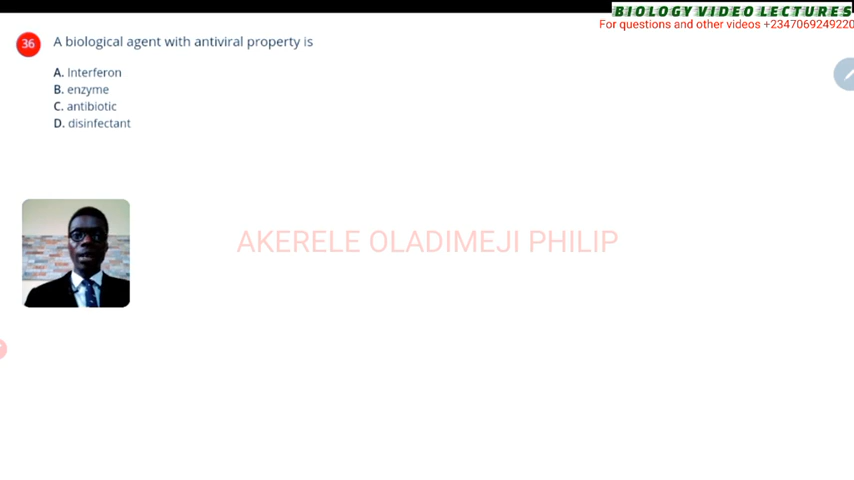 BIOLOGY VIDEO LECTURES
For questions and other videos +2347069249220
36 A biological agent with antiviral property is
A. Interferon
B. enzyme
C. antibiotic
D. disinfectant
AKERELE OLADIMEJI PHILIP